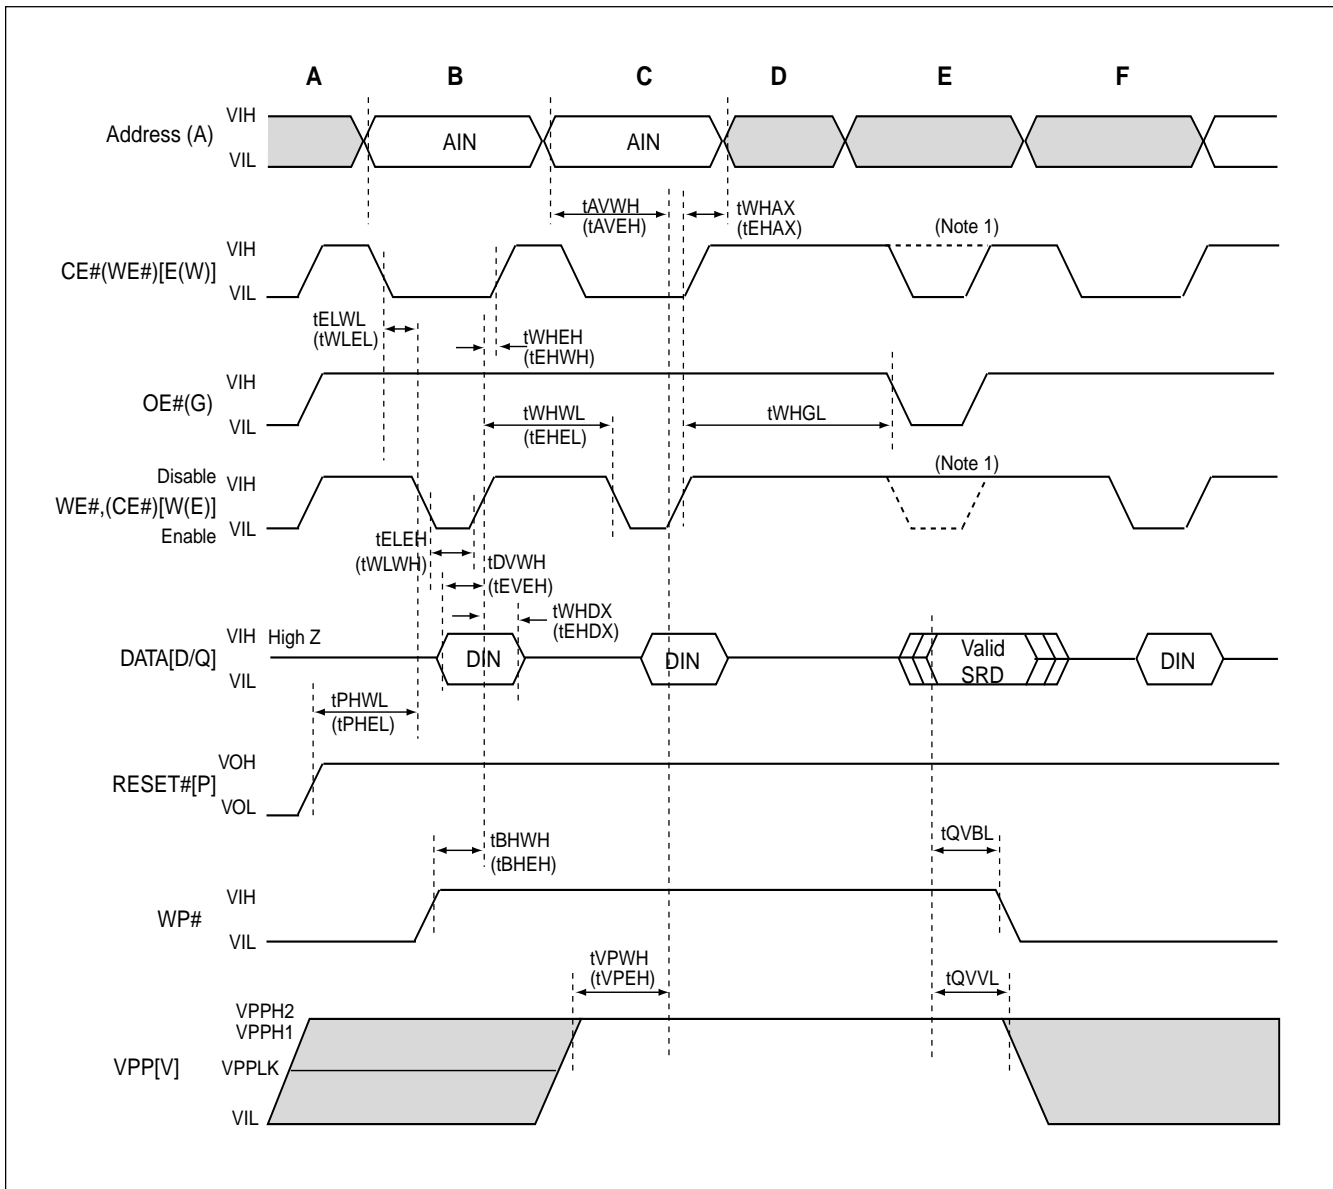 A B C D E F
Address (A)
VIH
VIL
AIN
AIN
tAVWH
(tAVEH)
tWHAX
(tEHAX)
CE#(WE#)[E(W)]
VIH
VIL
(Note 1)
tELWL
(tWLEL)
tWHEH
(tEHWH)
OE#(G)
VIH
VIL
tWHWL
(tEHEL)
tWHGL
Disable
VIH
WE#,(CE#)[W(E)]
Enable
VIL
(Note 1)
tELEH
(tWLWH)
tDVWH
(tEVEH)
tWHDX
(tEHDX)
DATA[D/Q]
VIH
High Z
VIL
DIN
DIN
Valid
SRD
DIN
tPHWL
(tPHEL)
RESET#[P]
VOH
VOL
tBHWH
(tBHEH)
tQVBL
WP#
VIH
VIL
tVPWH
(tVPEH)
tQVVL
VPP[V]
VPPH2
VPPH1
VPPLK
VIL